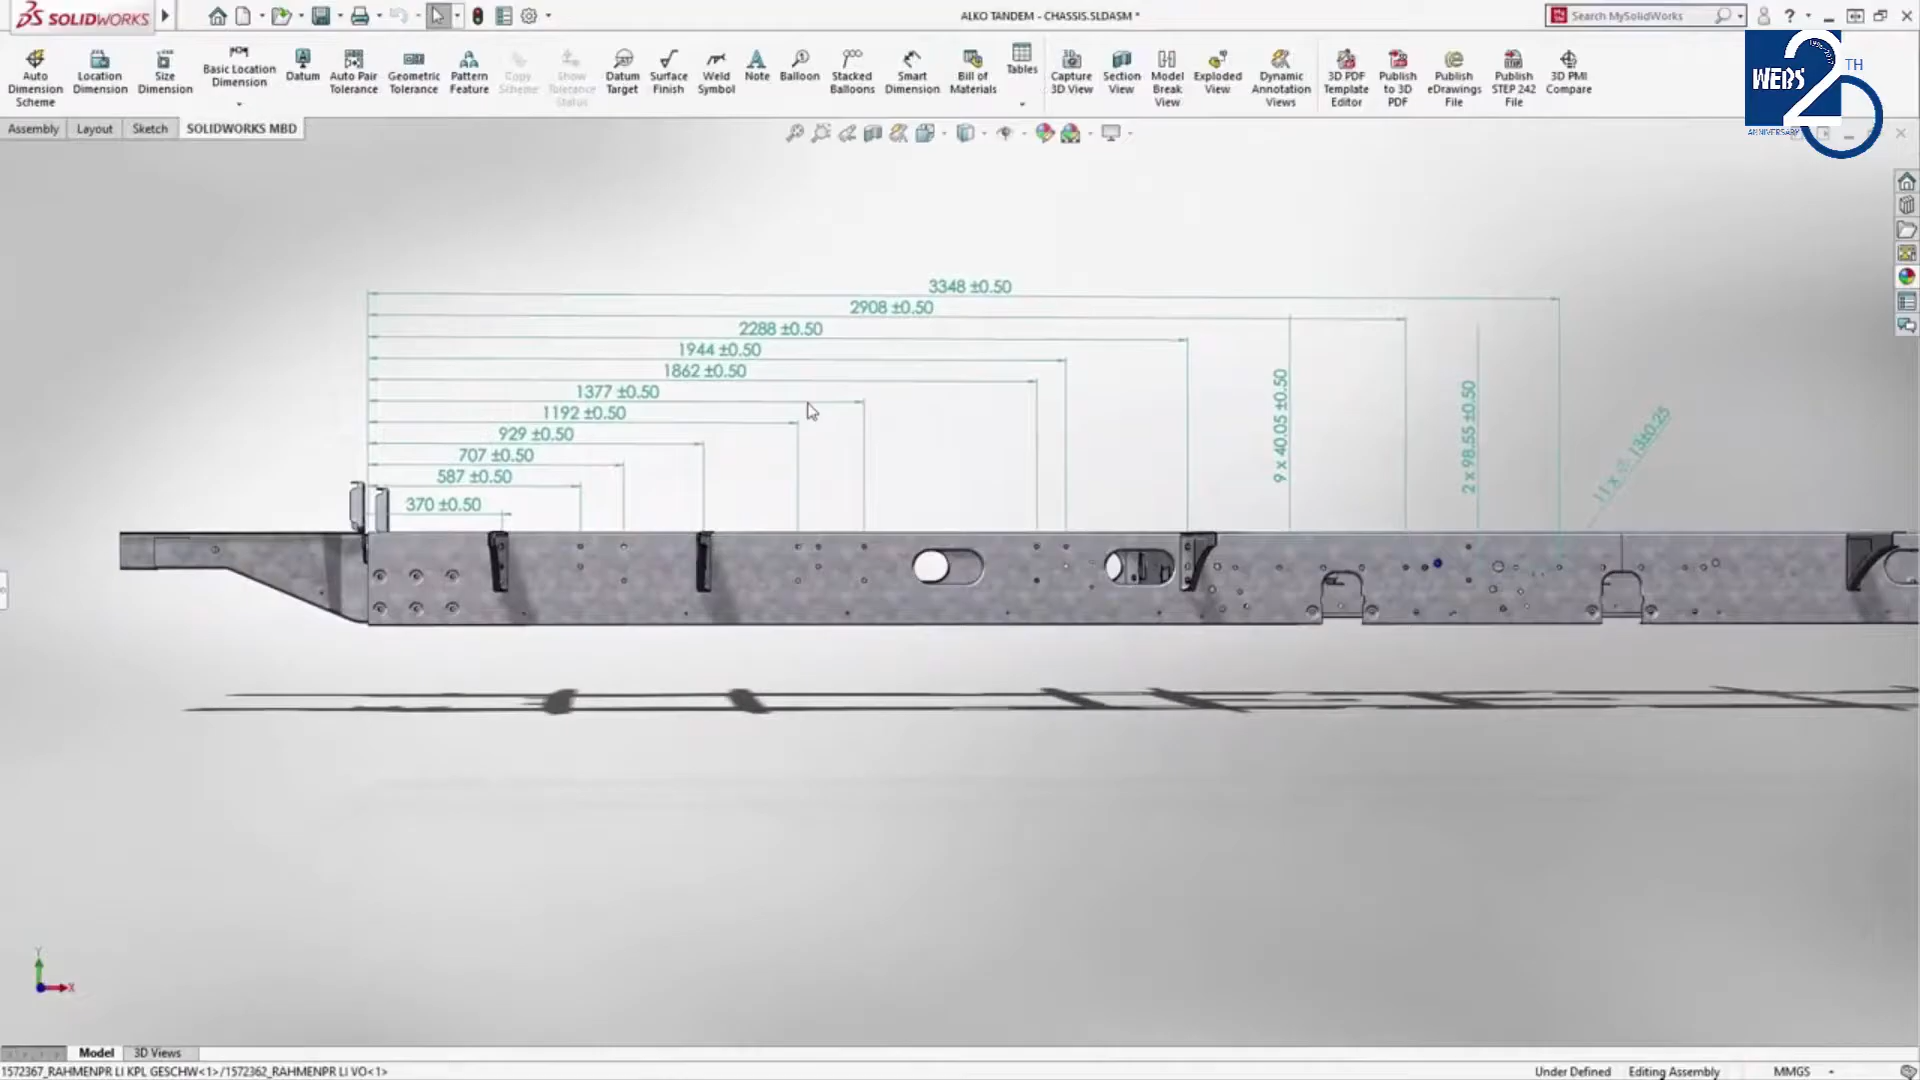 SOLIDWORKS
ALKO TANDEM - CHASSIS.SLDASM *
Search MySolidWorks
?
Auto Dimension Scheme
Location Dimension
Size Dimension
Basic Location Dimension
Datum
Auto Pair Tolerance
Geometric Tolerance
Pattern Feature
Copy Scheme
Show Tolerance Status
Datum Target
Surface Finish
Weld Symbol
Note
Balloon
Stacked Balloons
Smart Dimension
Bill of Materials
Tables
Capture 3D View
Section View
Model Break View
Exploded View
Dynamic Annotation Views
3D PDF Template Editor
Publish to 3D PDF
Publish eDrawings File
Publish STEP 242 File
3D PMI Compare
WEBS 20 TH
ANNIVERSARY
Assembly Layout Sketch SOLIDWORKS MBD
3348 ±0.50
2908 ±0.50
2288 ±0.50
1944 ±0.50
1862 ±0.50
1377 ±0.50
1192 ±0.50
929 ±0.50
707 ±0.50
587 ±0.50
370 ±0.50
9 x 40.05 ±0.50
2 x 98.55 ±0.50
11 x ∅ 13±0.25
Y
X
Model 3D Views
1572367_RAHMENPR LI KPL GESCHW<1>/1572362_RAHMENPR LI VO<1>
Under Defined Editing Assembly MMGS